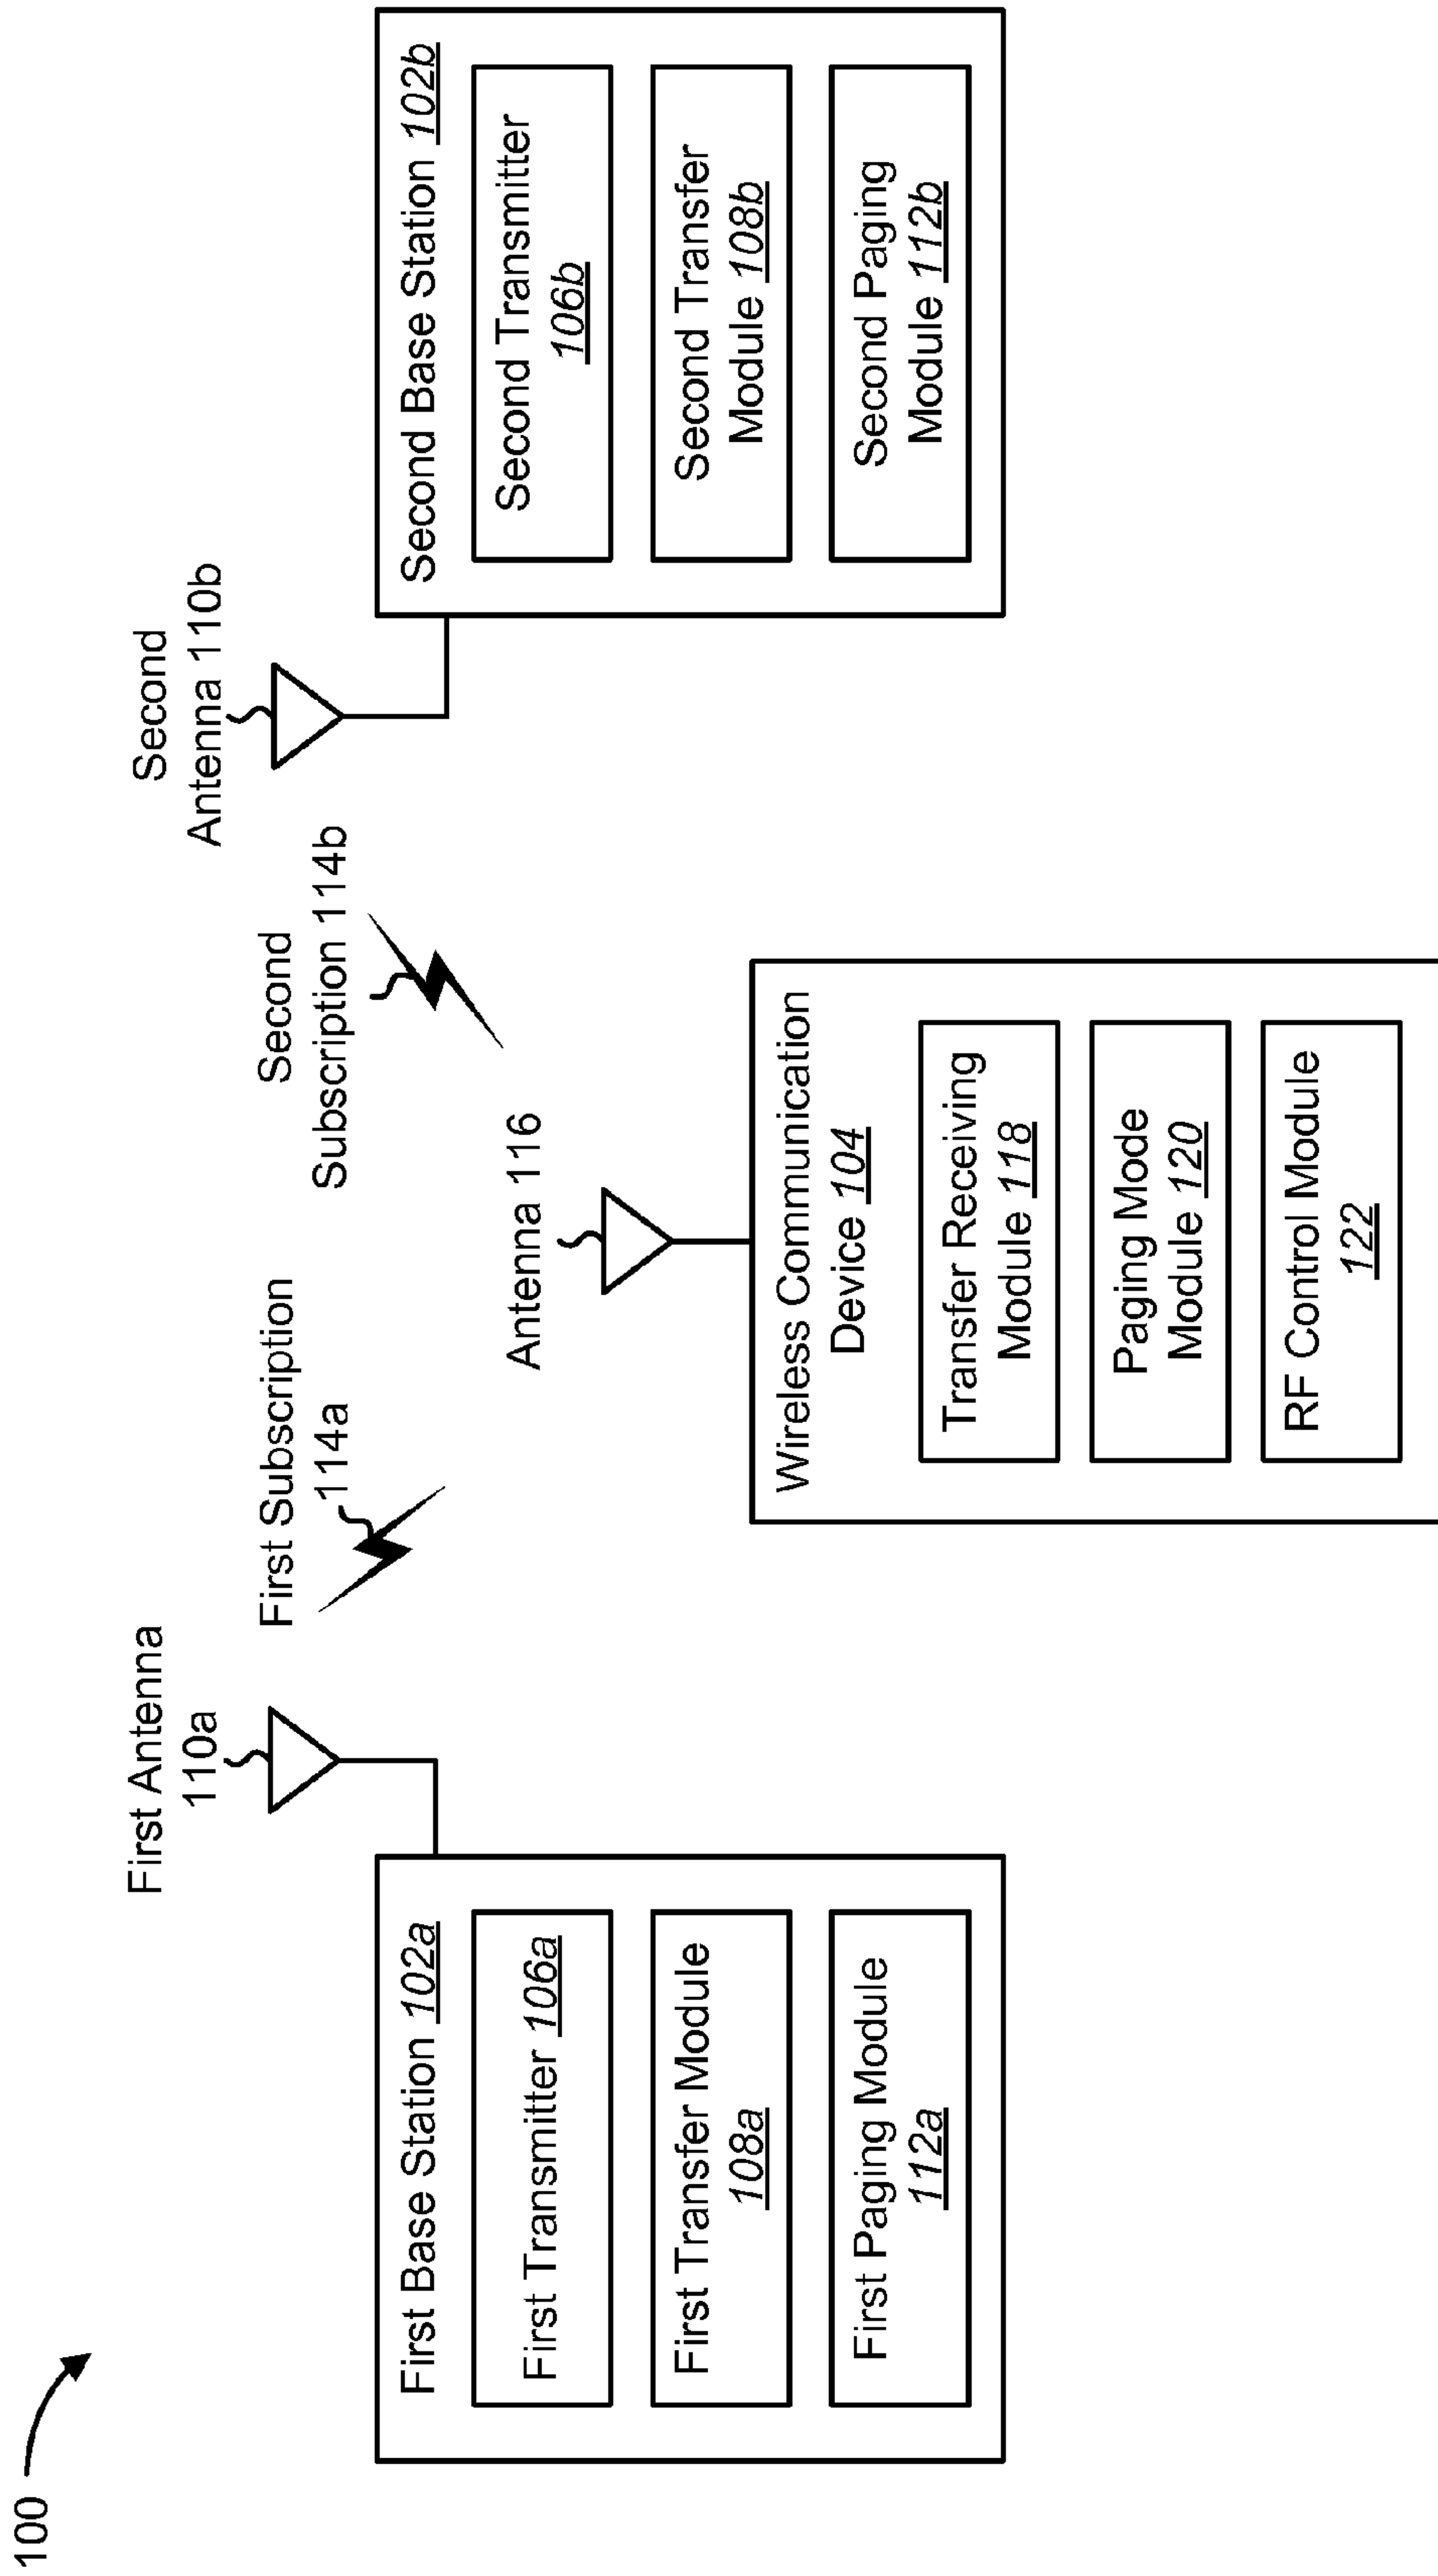 100
First Antenna
110a
First Subscription
114a
Second
Subscription 114b
Second
Antenna 110b
Antenna 116
First Base Station 102a
First Transmitter 106a
First Transfer Module
108a
First Paging Module
112a
Wireless Communication
Device 104
Transfer Receiving
Module 118
Paging Mode
Module 120
RF Control Module
122
Second Base Station 102b
Second Transmitter
106b
Second Transfer
Module 108b
Second Paging
Module 112b